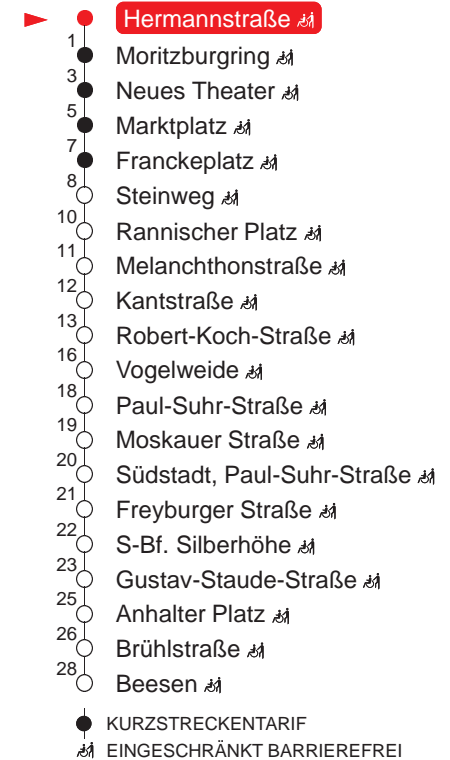 Hermannstraße
1
Moritzburgring
3
Neues Theater
5
Marktplatz
7
Franckeplatz
8
Steinweg
10
Rannischer Platz
11
Melanchthonstraße
12
Kantstraße
13
Robert-Koch-Straße
16
Vogelweide
18
Paul-Suhr-Straße
19
Moskauer Straße
20
Südstadt, Paul-Suhr-Straße
21
Freyburger Straße
22
S-Bf. Silberhöhe
23
Gustav-Staude-Straße
25
Anhalter Platz
26
Brühlstraße
28
Beesen
KURZSTRECKENTARIF
EINGESCHRÄNKT BARRIEREFREI